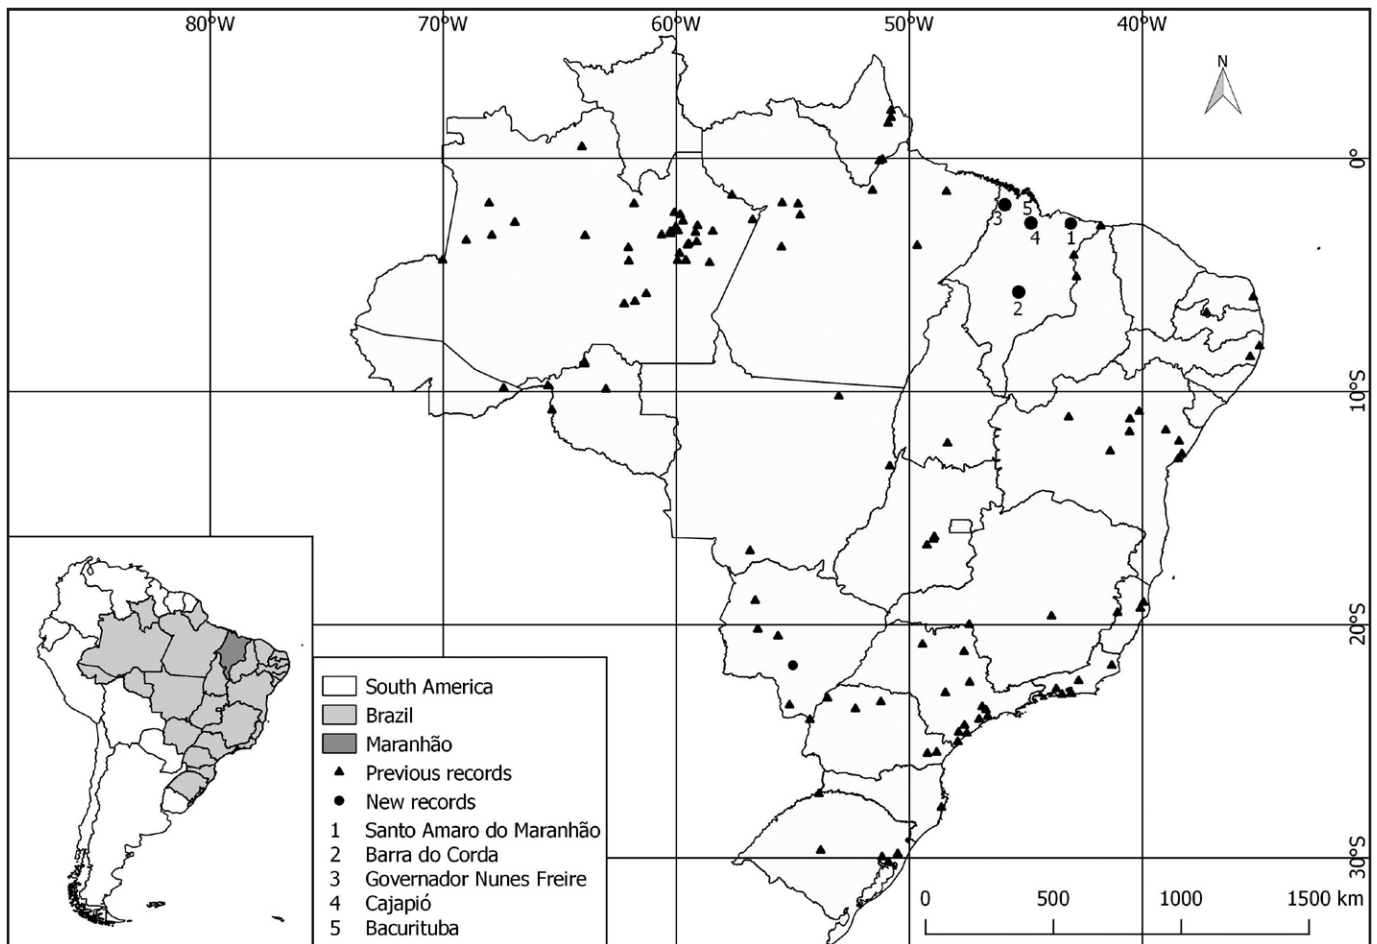 80°W 70°W 60°W 50°W 40°W
N
0°
3 5
4 1
2
10°S
20°S
30°S
South America
Brazil
Maranhão
Previous records
New records
1 Santo Amaro do Maranhão
2 Barra do Corda
3 Governador Nunes Freire
4 Cajapió
5 Bacurituba
0 500 1000 1500 km